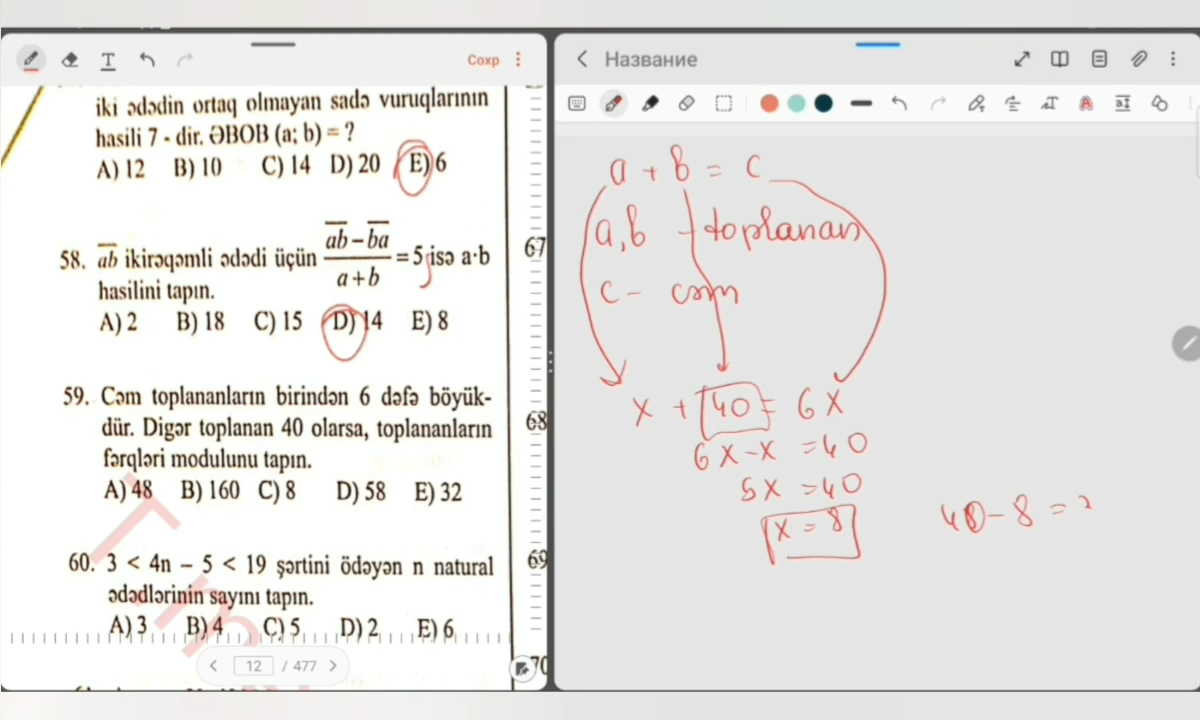 Сохр
iki ədədin ortaq olmayan sadə vuruqlarının
hasili 7 - dir. ƏBOB (a; b) = ?
A) 12 B) 10 C) 14 D) 20 E) 6
58. ab ikirəqəmli ədədi üçün (ab − ba)/(a+b) = 5 isə a·b
hasilini tapın.
A) 2 B) 18 C) 15 D) 14 E) 8
59. Cəm toplananların birindən 6 dəfə böyük-
dür. Digər toplanan 40 olarsa, toplananların
fərqləri modulunu tapın.
A) 48 B) 160 C) 8 D) 58 E) 32
60. 3 < 4n − 5 < 19 şərtini ödəyən n natural
ədədlərinin sayını tapın.
A) 3 B) 4 C) 5 D) 2 E) 6
67
68
69
70
12 / 477
Название
a + b = c
a,b - toplanan
c - cəm
x + 40 = 6x
6x-x = 40
5x = 40
x = 8
40-8 = ?